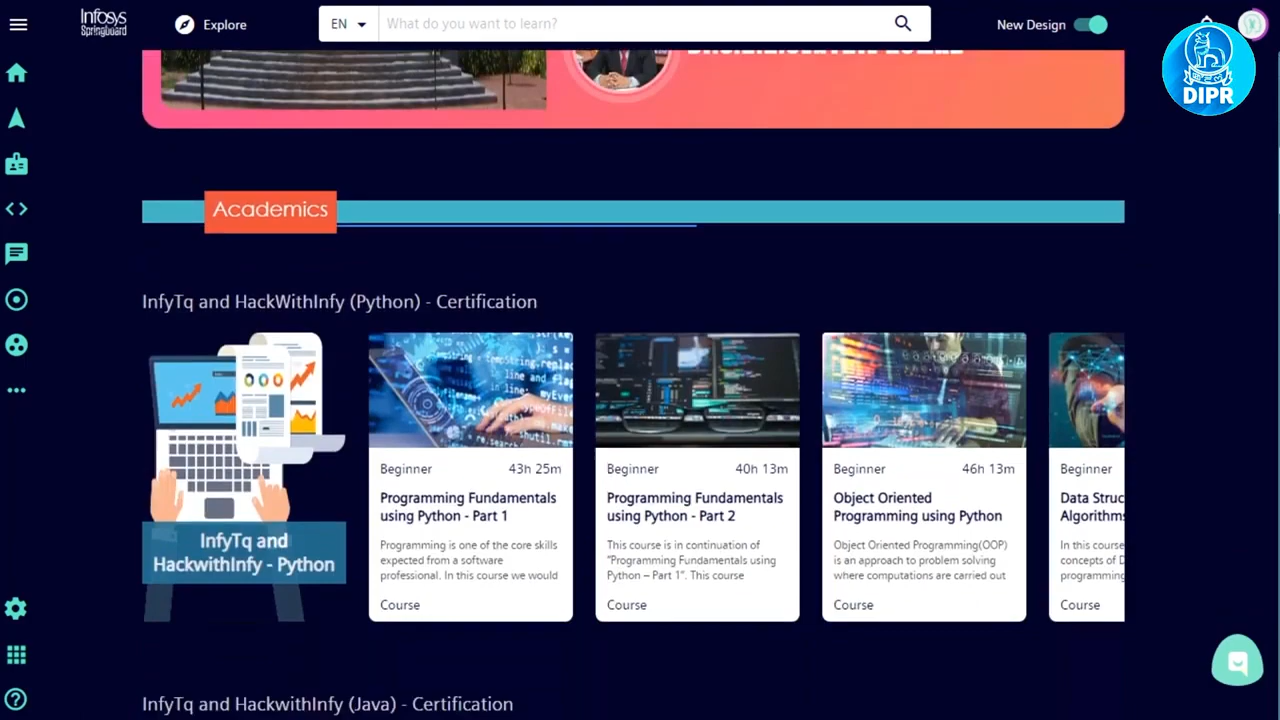 Infosys
Springboard
Explore
EN
What do you want to learn?
New Design
DIPR
Academics
InfyTq and HackWithInfy (Python) - Certification
InfyTq and
HackwithInfy - Python
Beginner 43h 25m
Programming Fundamentals
using Python - Part 1
Programming is one of the core skills
expected from a software
professional. In this course we would
Course
Beginner 40h 13m
Programming Fundamentals
using Python - Part 2
This course is in continuation of
"Programming Fundamentals using
Python – Part 1". This course
Course
Beginner 46h 13m
Object Oriented
Programming using Python
Object Oriented Programming(OOP)
is an approach to problem solving
where computations are carried out
Course
Beginner
Data Struc
Algorithms
In this course
concepts of D
programming
Course
InfyTq and HackwithInfy (Java) - Certification